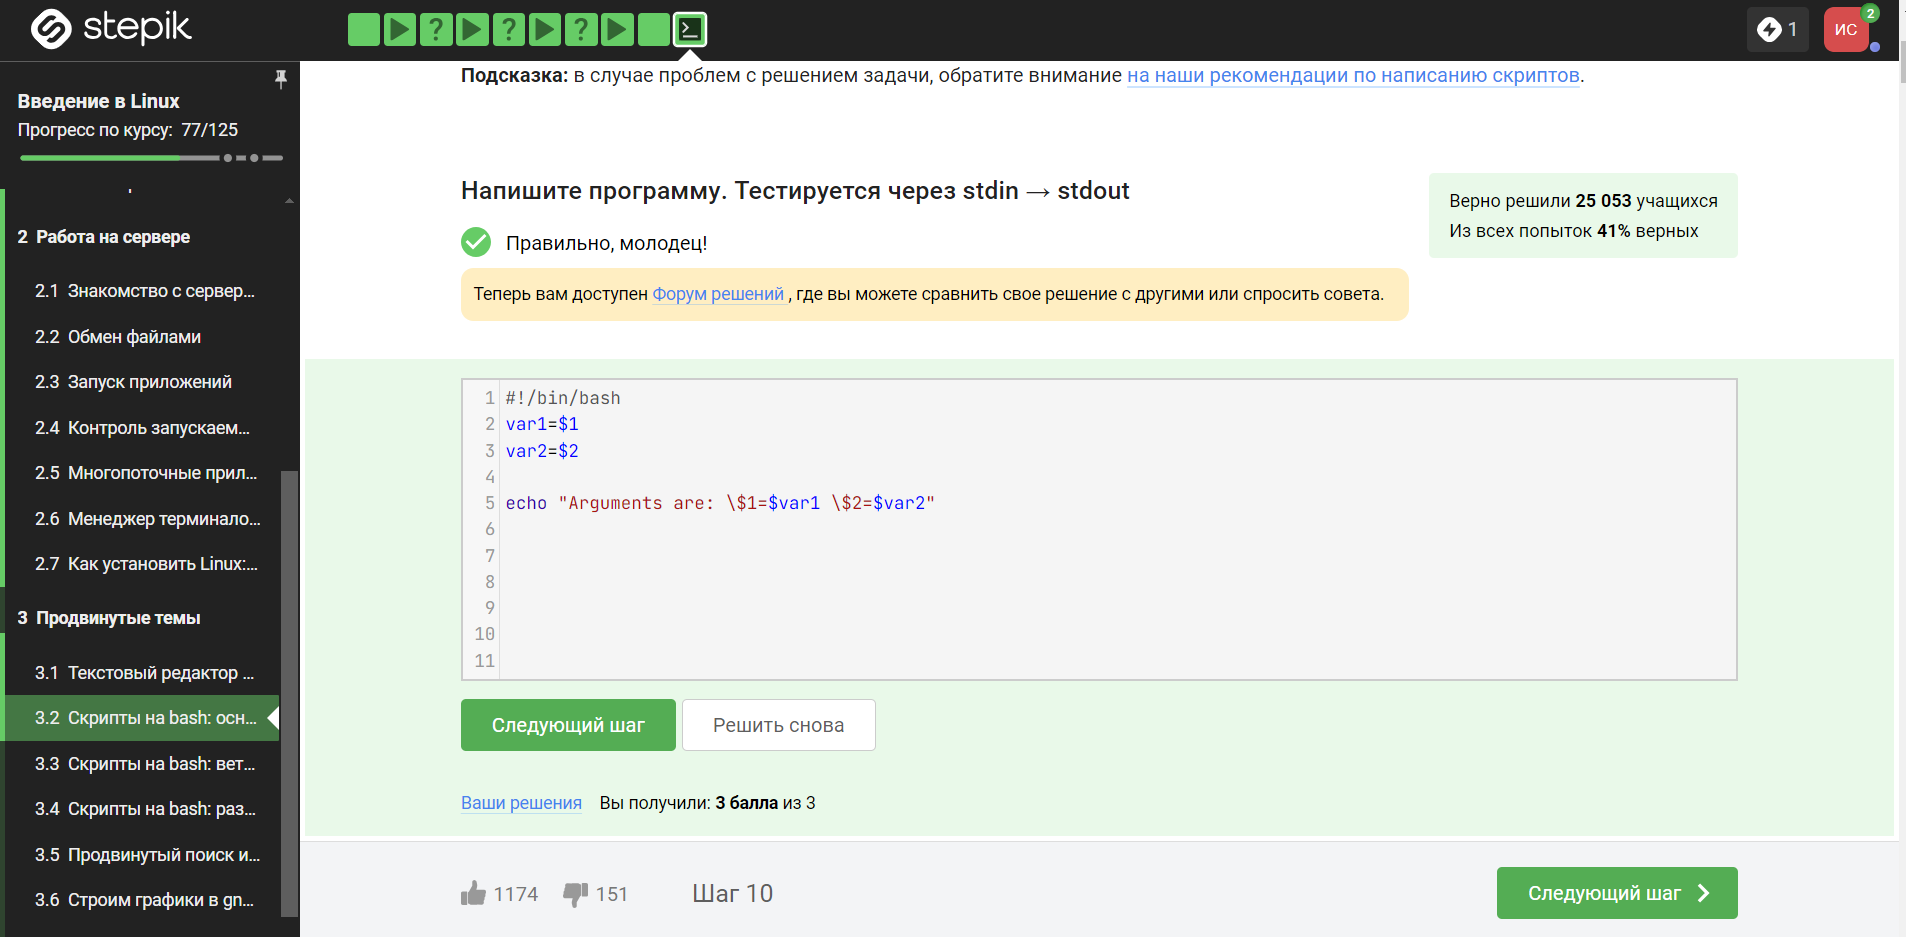 stepik
1
ИС
2
Введение в Linux
Прогресс по курсу: 77/125
2 Работа на сервере
2.1 Знакомство с сервер...
2.2 Обмен файлами
2.3 Запуск приложений
2.4 Контроль запускаем...
2.5 Многопоточные прил...
2.6 Менеджер терминало...
2.7 Как установить Linux:...
3 Продвинутые темы
3.1 Текстовый редактор ...
3.2 Скрипты на bash: осн...
3.3 Скрипты на bash: вет...
3.4 Скрипты на bash: раз...
3.5 Продвинутый поиск и...
3.6 Строим графики в gn...
Подсказка: в случае проблем с решением задачи, обратите внимание на наши рекомендации по написанию скриптов.
Напишите программу. Тестируется через stdin → stdout
Верно решили 25 053 учащихся
Из всех попыток 41% верных
Правильно, молодец!
Теперь вам доступен Форум решений , где вы можете сравнить свое решение с другими или спросить совета.
1 #!/bin/bash
2 var1=$1
3 var2=$2
4
5 echo "Arguments are: \$1=$var1 \$2=$var2"
6
7
8
9
10
11
Следующий шаг
Решить снова
Ваши решения Вы получили: 3 балла из 3
1174 151 Шаг 10
Следующий шаг